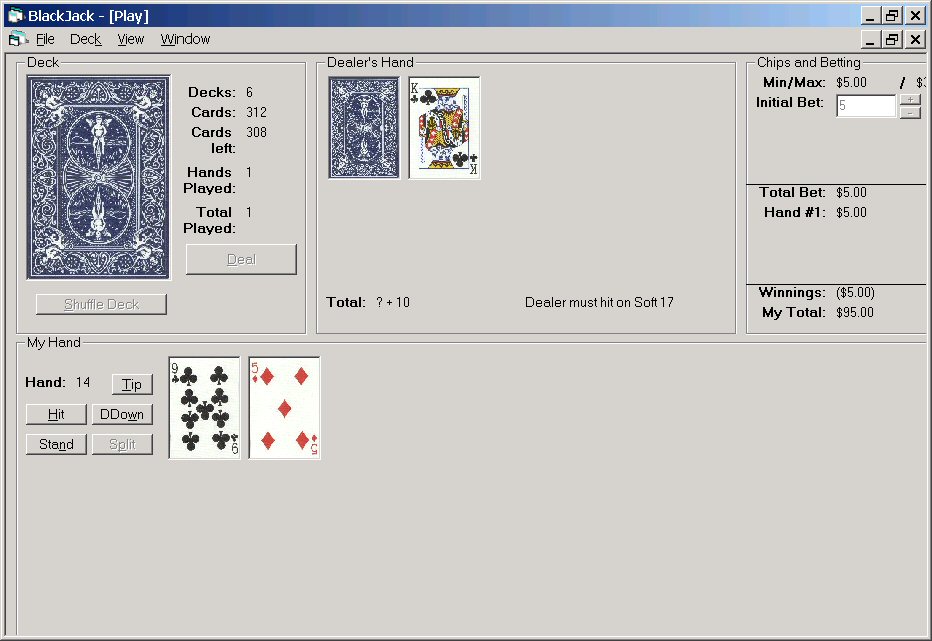 BlackJack - [Play]
File Deck View Window
Deck
Decks: 6
Cards: 312
Cards 308
left:
Hands 1
Played:
Total 1
Played:
Deal
Shuffle Deck
Dealer's Hand
K
K
Total: ? + 10
Dealer must hit on Soft 17
Chips and Betting
Min/Max: $5.00 /
Initial Bet: 5
+
-
Total Bet: $5.00
Hand #1: $5.00
Winnings: ($5.00)
My Total: $95.00
My Hand
Hand: 14
Tip
Hit DDown
Stand Split
9
9
5
5